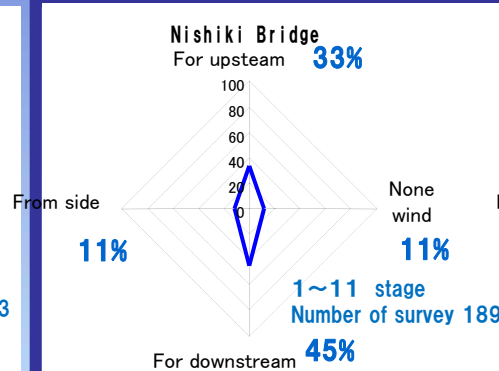 Nishiki Bridge
For upsteam 33%
100
80
60
40
20
0
From side
11%
None
wind
11%
3
1～11 stage
Number of survey 189
For downstream 45%